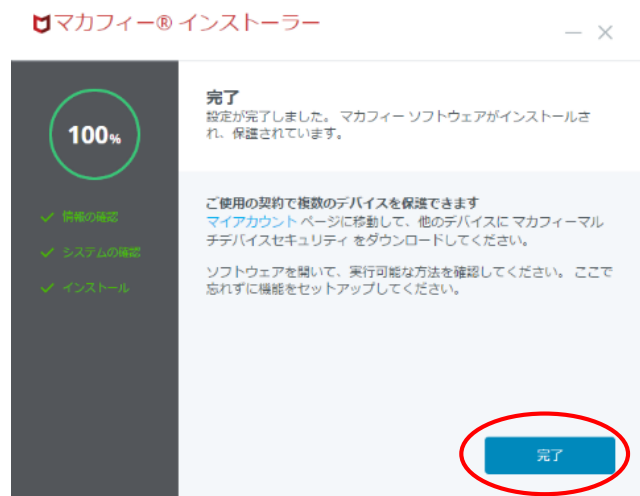 マカフィー® インストーラー
100%
情報の確認
システムの確認
インストール
完了
設定が完了しました。 マカフィー ソフトウェアがインストールさ
れ、保護されています。
ご使用の契約で複数のデバイスを保護できます
マイアカウント ページに移動して、他のデバイスに マカフィーマル
チデバイスセキュリティ をダウンロードしてください。
ソフトウェアを開いて、実行可能な方法を確認してください。 ここで
忘れずに機能をセットアップしてください。
完了